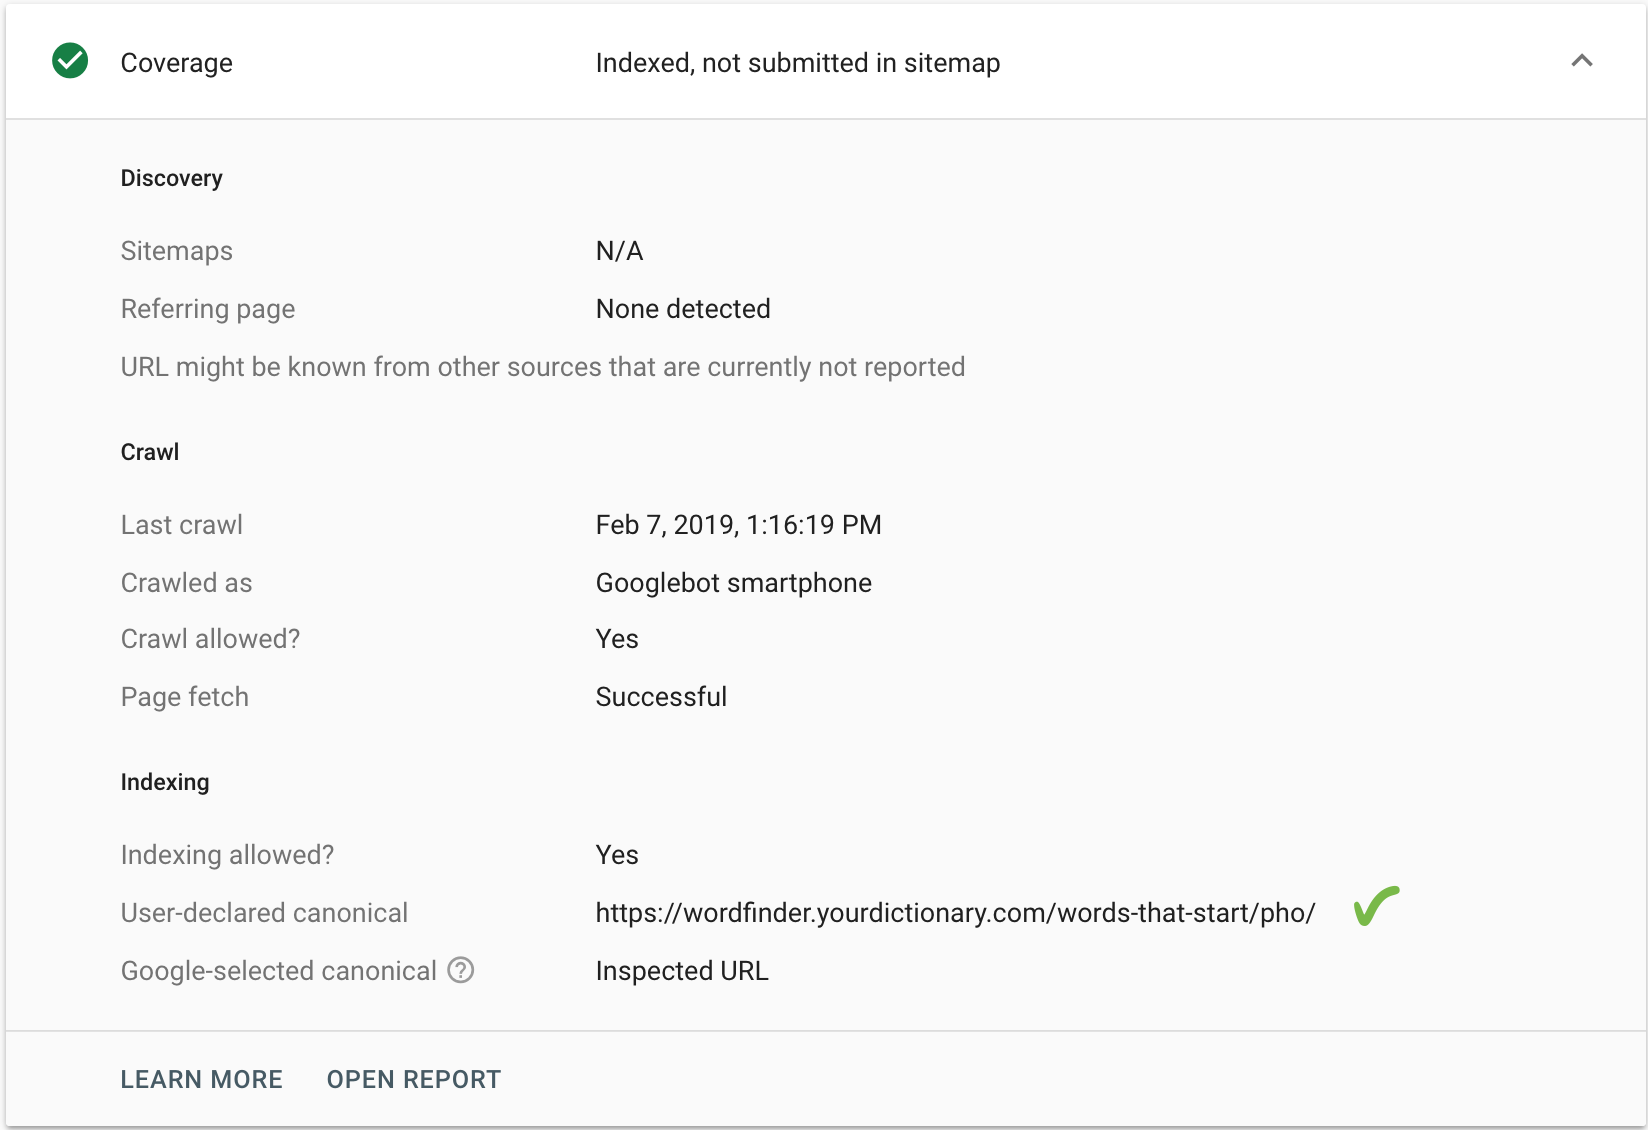 Coverage Indexed, not submitted in sitemap
Discovery
Sitemaps N/A
Referring page None detected
URL might be known from other sources that are currently not reported
Crawl
Last crawl Feb 7, 2019, 1:16:19 PM
Crawled as Googlebot smartphone
Crawl allowed? Yes
Page fetch Successful
Indexing
Indexing allowed? Yes
User-declared canonical https://wordfinder.yourdictionary.com/words-that-start/pho/
Google-selected canonical ? Inspected URL
LEARN MORE OPEN REPORT